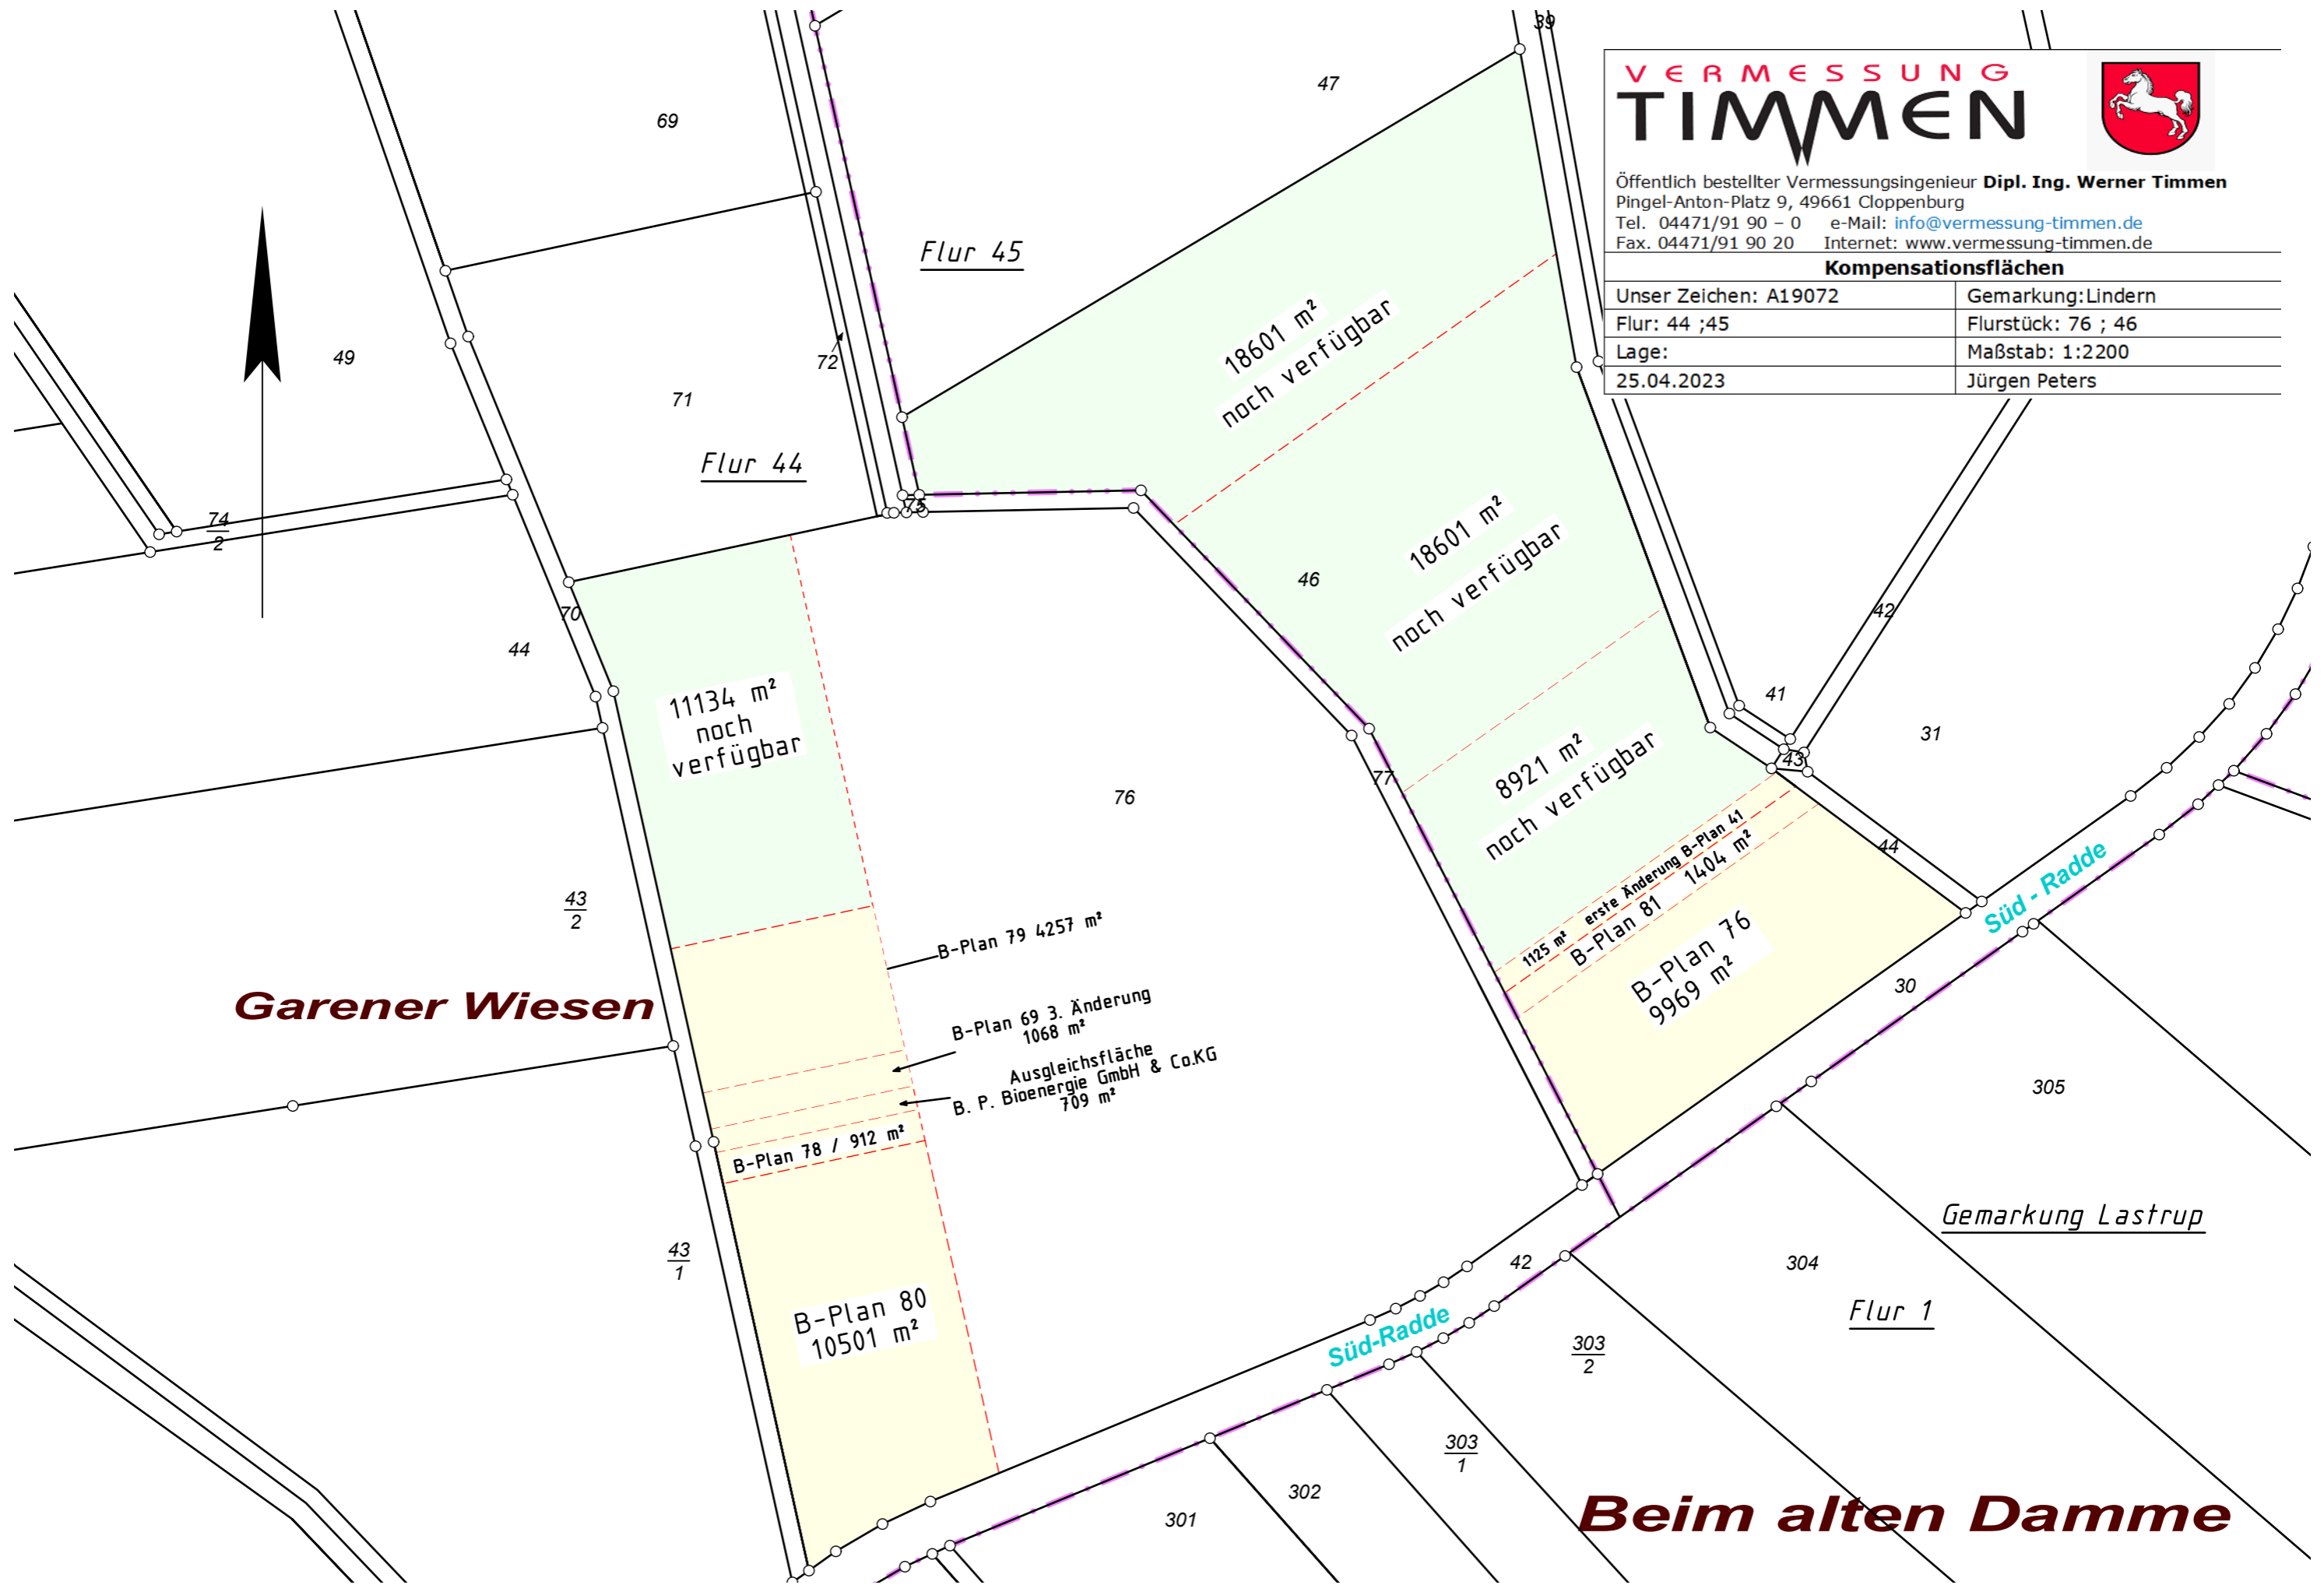 VERMESSUNG
TIMMEN
Öffentlich bestellter Vermessungsingenieur Dipl. Ing. Werner Timmen
Pingel-Anton-Platz 9, 49661 Cloppenburg
Tel. 04471/91 90 – 0 e-Mail: info@vermessung-timmen.de
Fax. 04471/91 90 20 Internet: www.vermessung-timmen.de
Kompensationsflächen
Unser Zeichen: A19072 Gemarkung:Lindern
Flur: 44 ;45 Flurstück: 76 ; 46
Lage: Maßstab: 1:2200
25.04.2023 Jürgen Peters
39
47
69
Flur 45
18601 m²
noch verfügbar
49
72
71
Flur 44
75
74
2
18601 m²
noch verfügbar
46
70
44
42
41
31
43
11134 m²
noch
verfügbar
77
76
8921 m²
noch verfügbar
erste Änderung B-Plan 41
1125 m²
1404 m²
B-Plan 81
44
Süd - Radde
43
2
B-Plan 79 4257 m²
B-Plan 76
9969 m²
30
Garener Wiesen
B-Plan 69 3. Änderung
1068 m²
Ausgleichsfläche
B. P. Bioenergie GmbH & Co.KG
709 m²
305
B-Plan 78 / 912 m²
Gemarkung Lastrup
43
1
42
304
B-Plan 80
10501 m²
Flur 1
Süd-Radde
303
2
303
1
302
301
Beim alten Damme